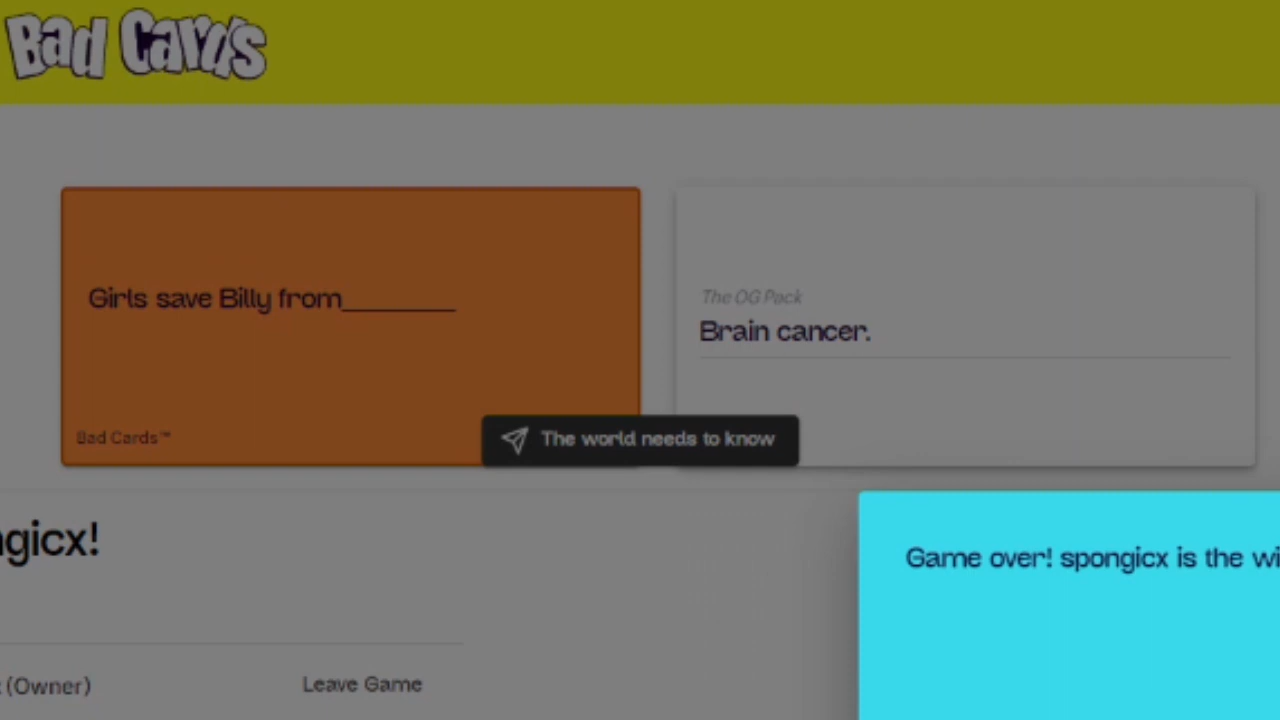 Bad Cards
Girls save Billy from________
Bad Cards™
The OG Pack
Brain cancer.
The world needs to know
ngicx!
Game over! spongicx is the wi
(Owner)
Leave Game